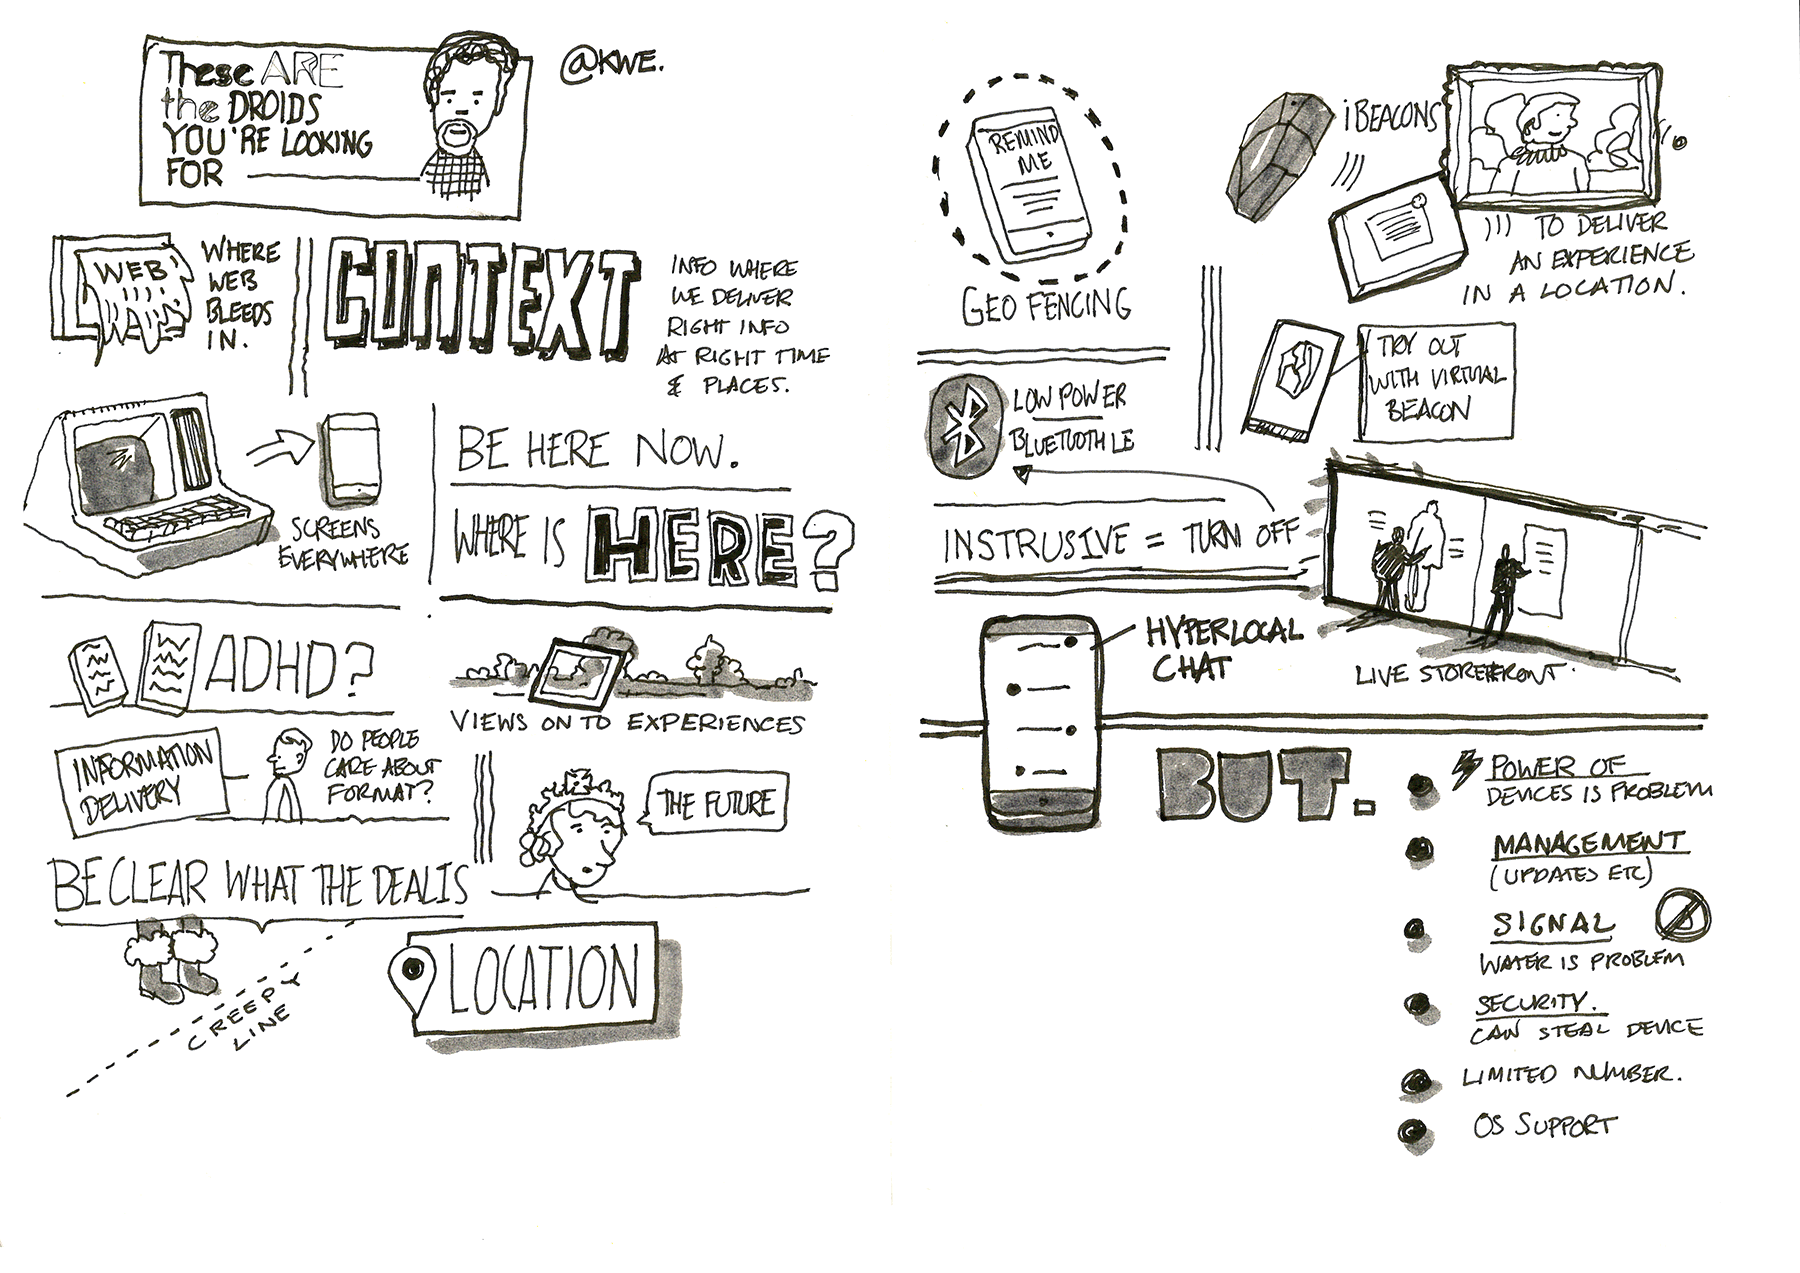 These ARE
the DROIDS
YOU'RE LOOKING
FOR
@KWE.
WEB
WHERE
WEB
BLEEDS
IN.
CONTEXT
INFO WHERE
WE DELIVER
RIGHT INFO
AT RIGHT TIME
& PLACES.
SCREENS
EVERYWHERE
BE HERE NOW.
WHERE IS HERE?
ADHD?
VIEWS ON TO EXPERIENCES
INFORMATION
DELIVERY
DO PEOPLE
CARE ABOUT
FORMAT?
THE FUTURE
BE CLEAR WHAT THE DEAL IS
CREEPY
LINE
LOCATION
REMIND
ME
GEO FENCING
iBEACONS
TO DELIVER
AN EXPERIENCE
IN A LOCATION.
LOW POWER
BLUETOOTH LE
TRY OUT
WITH VIRTUAL
BEACON
INSTRUSIVE = TURN OFF
HYPERLOCAL
CHAT
LIVE STOREFRONT.
BUT.
POWER OF
DEVICES IS PROBLEM
MANAGEMENT
(UPDATES ETC)
SIGNAL
WATER IS PROBLEM
SECURITY.
CAN STEAL DEVICE
LIMITED NUMBER.
OS SUPPORT